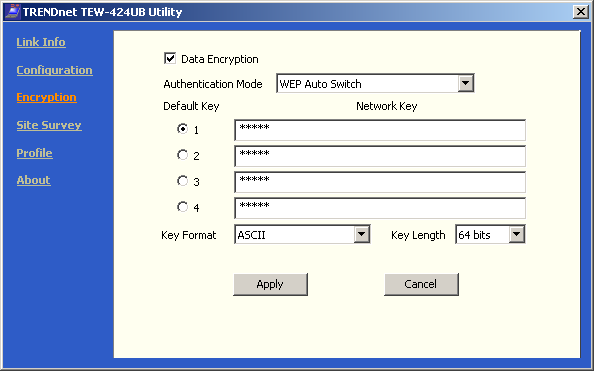 TRENDnet TEW-424UB Utility
Link Info
Configuration
Encryption
Site Survey
Profile
About
Data Encryption
Authentication Mode WEP Auto Switch
Default Key Network Key
1 *****
2 *****
3 *****
4 *****
Key Format ASCII Key Length 64 bits
Apply Cancel